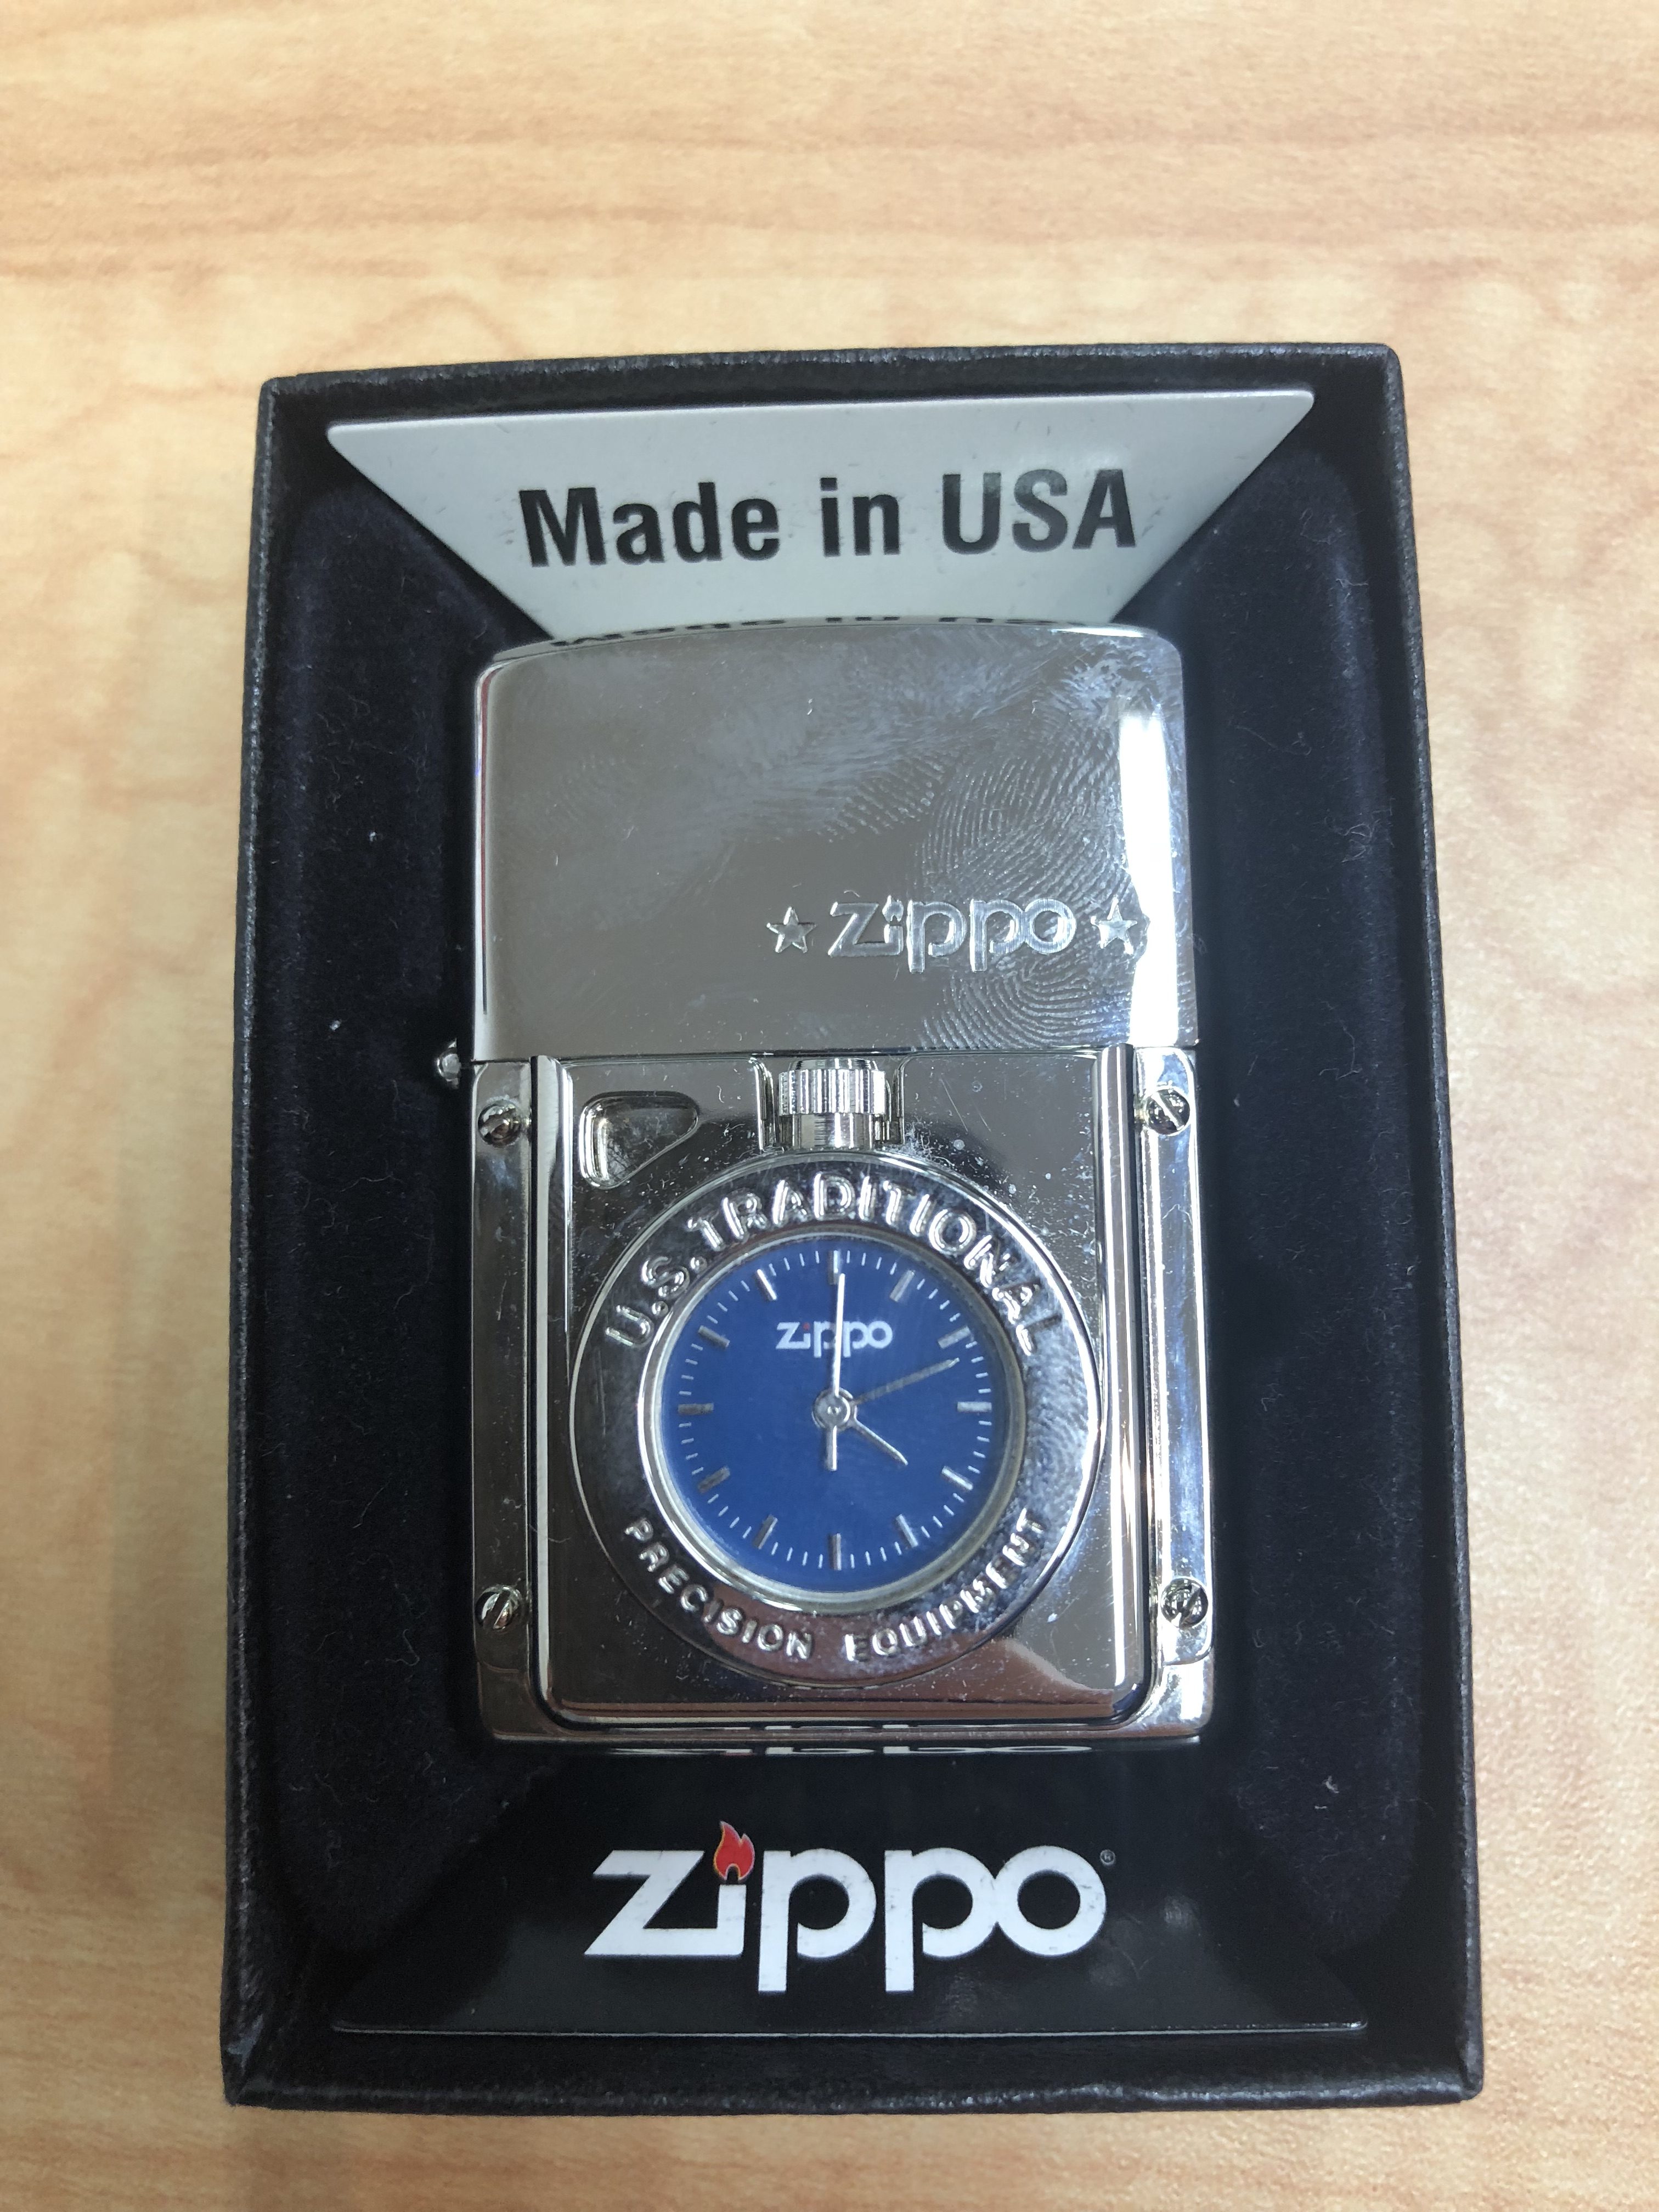 Made in USA
★ Zippo ★
U.S. TRADITIONAL
zippo
PRECISION EQUIPMENT
zippo®